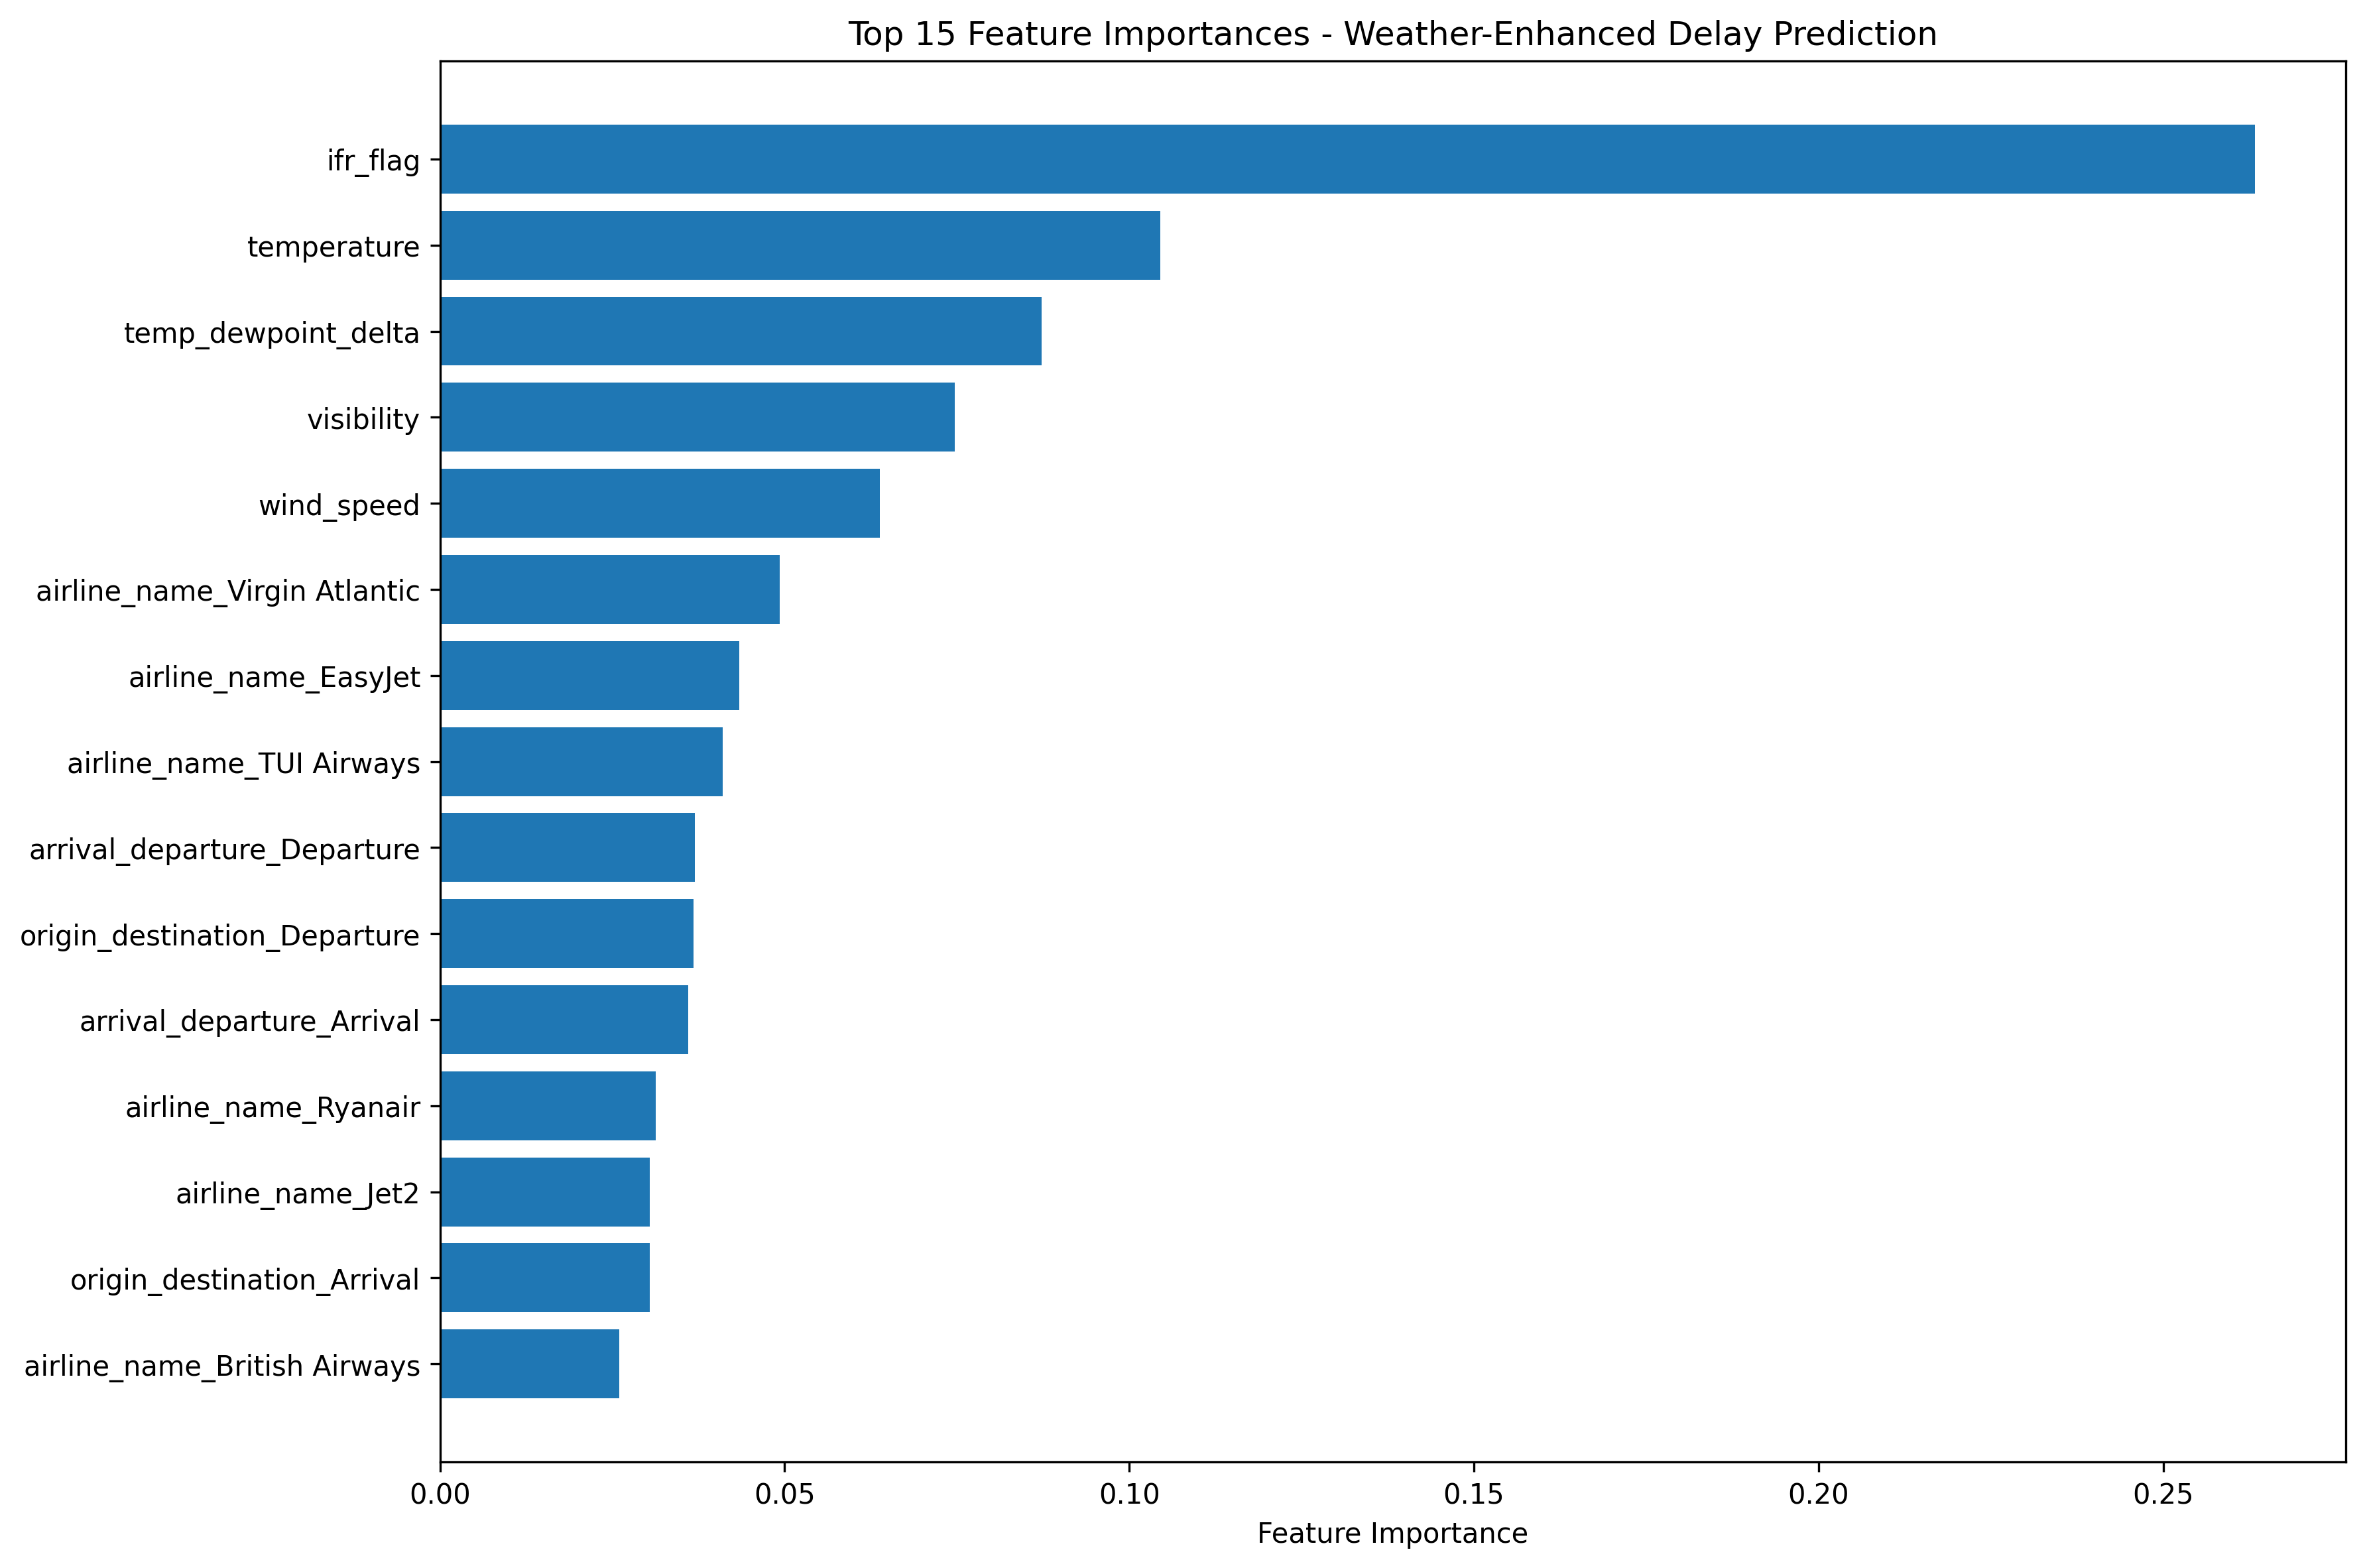 Top 15 Feature Importances - Weather-Enhanced Delay Prediction
ifr_flag
temperature
temp_dewpoint_delta
visibility
wind_speed
airline_name_Virgin Atlantic
airline_name_EasyJet
airline_name_TUI Airways
arrival_departure_Departure
origin_destination_Departure
arrival_departure_Arrival
airline_name_Ryanair
airline_name_Jet2
origin_destination_Arrival
airline_name_British Airways
0.00 0.05 0.10 0.15 0.20 0.25
Feature Importance